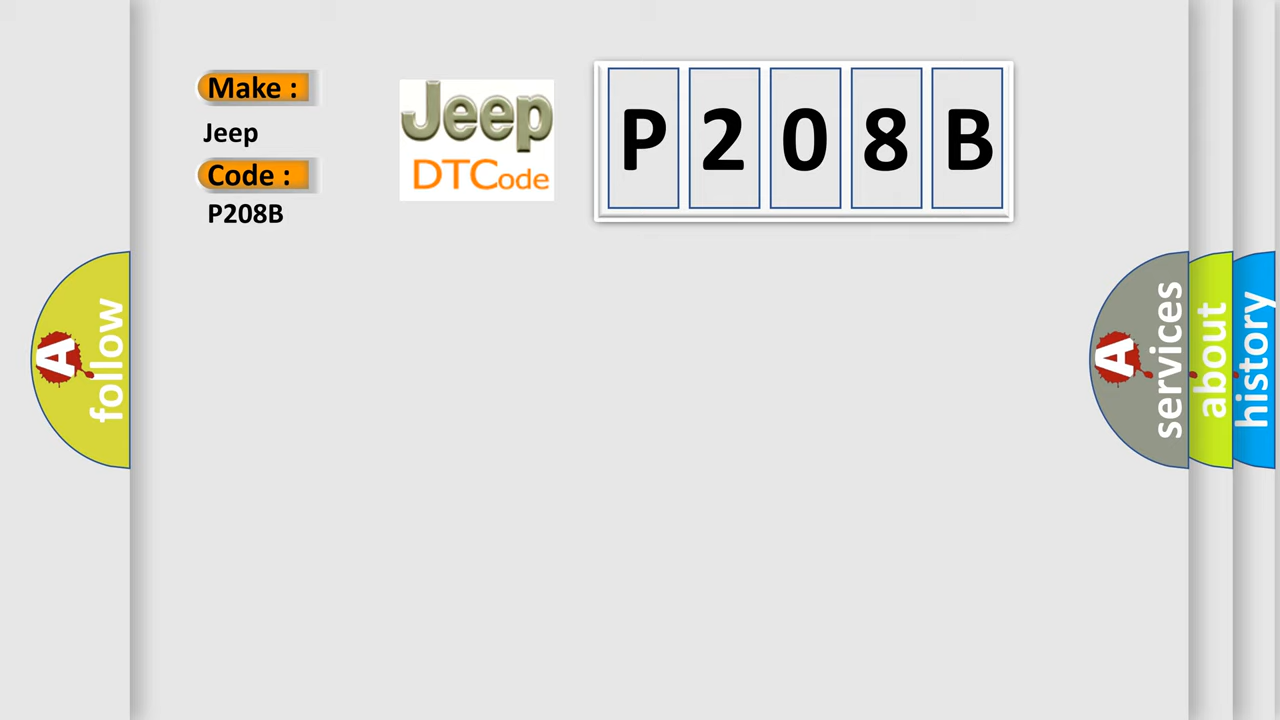 Make :
Jeep
Code :
P208B
Jeep
DTCode
P 2 0 8 B
A follow
A services
about
history